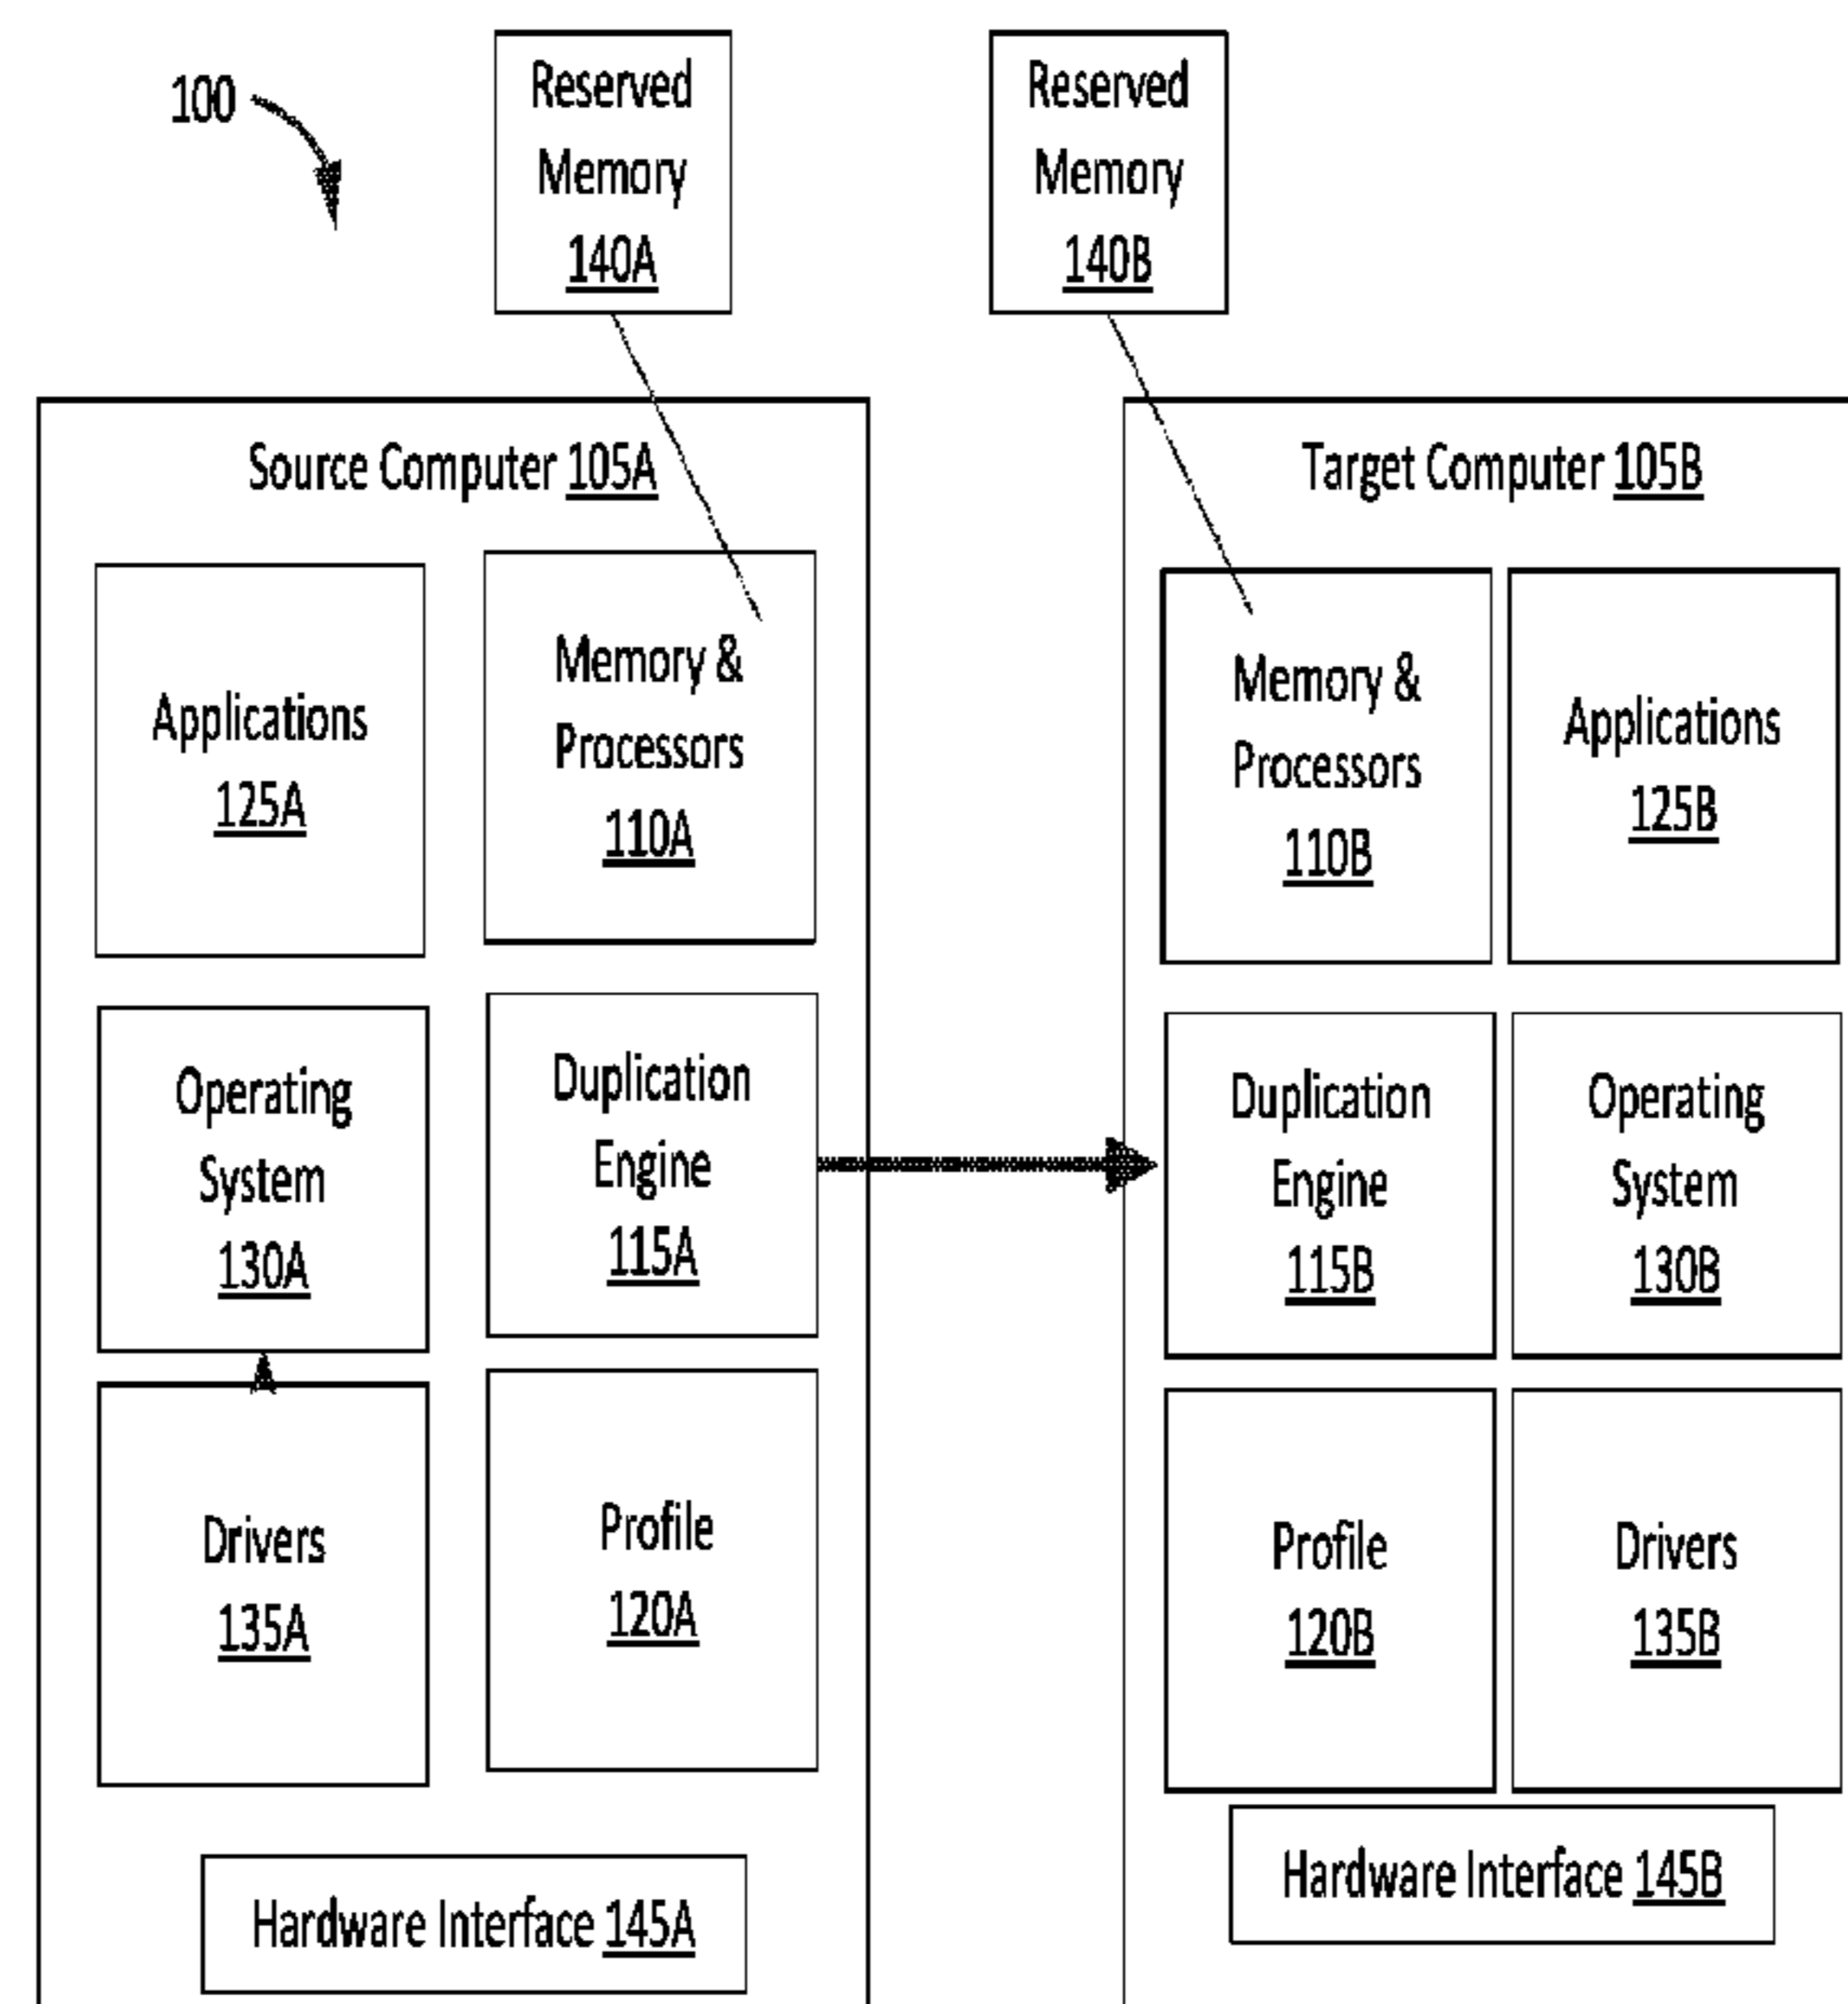 100
Reserved
Memory
140A
Reserved
Memory
140B
Source Computer 105A
Applications
125A
Memory &
Processors
110A
Operating
System
130A
Duplication
Engine
115A
Drivers
135A
Profile
120A
Hardware Interface 145A
Target Computer 105B
Memory &
Processors
110B
Applications
125B
Duplication
Engine
115B
Operating
System
130B
Profile
120B
Drivers
135B
Hardware Interface 145B